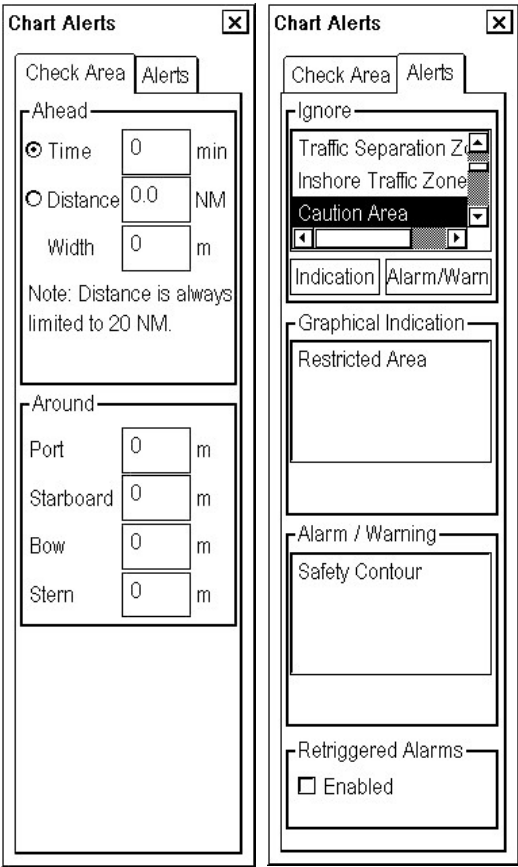 Chart Alerts
Check Area
Alerts
Ahead
Time
0
min
Distance
0.0
NM
Width
0
m
Note: Distance is always
limited to 20 NM.
Around
Port
0
m
Starboard
0
m
Bow
0
m
Stern
0
m
Chart Alerts
Check Area
Alerts
Ignore
Traffic Separation Zo
Inshore Traffic Zone
Caution Area
Indication
Alarm/Warn
Graphical Indication
Restricted Area
Alarm / Warning
Safety Contour
Retriggered Alarms
Enabled